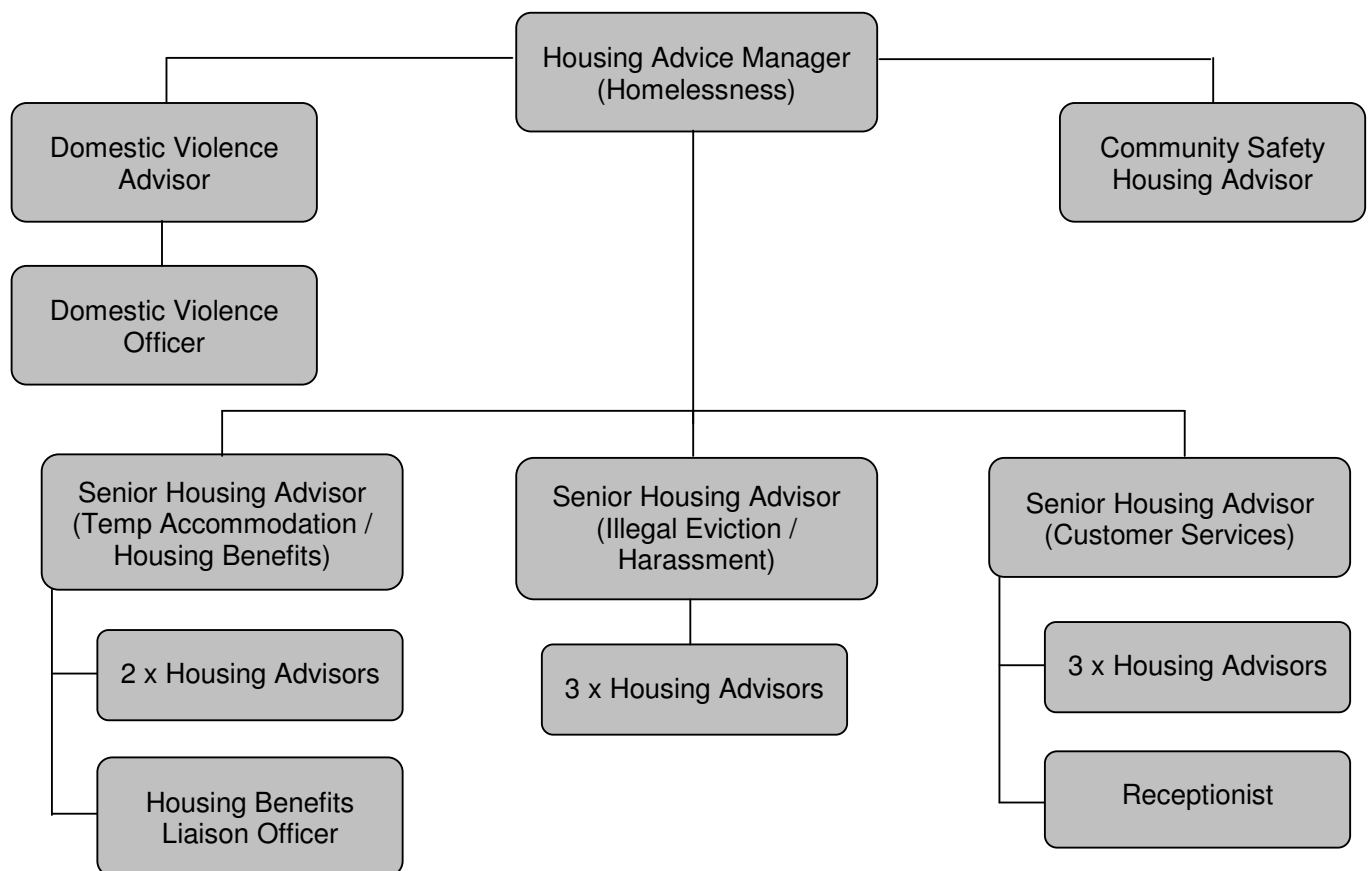 Housing Advice Manager
(Homelessness)
Domestic Violence
Advisor
Community Safety
Housing Advisor
Domestic Violence
Officer
Senior Housing Advisor
(Temp Accommodation /
Housing Benefits)
Senior Housing Advisor
(Illegal Eviction /
Harassment)
Senior Housing Advisor
(Customer Services)
2 x Housing Advisors
3 x Housing Advisors
3 x Housing Advisors
Housing Benefits
Liaison Officer
Receptionist